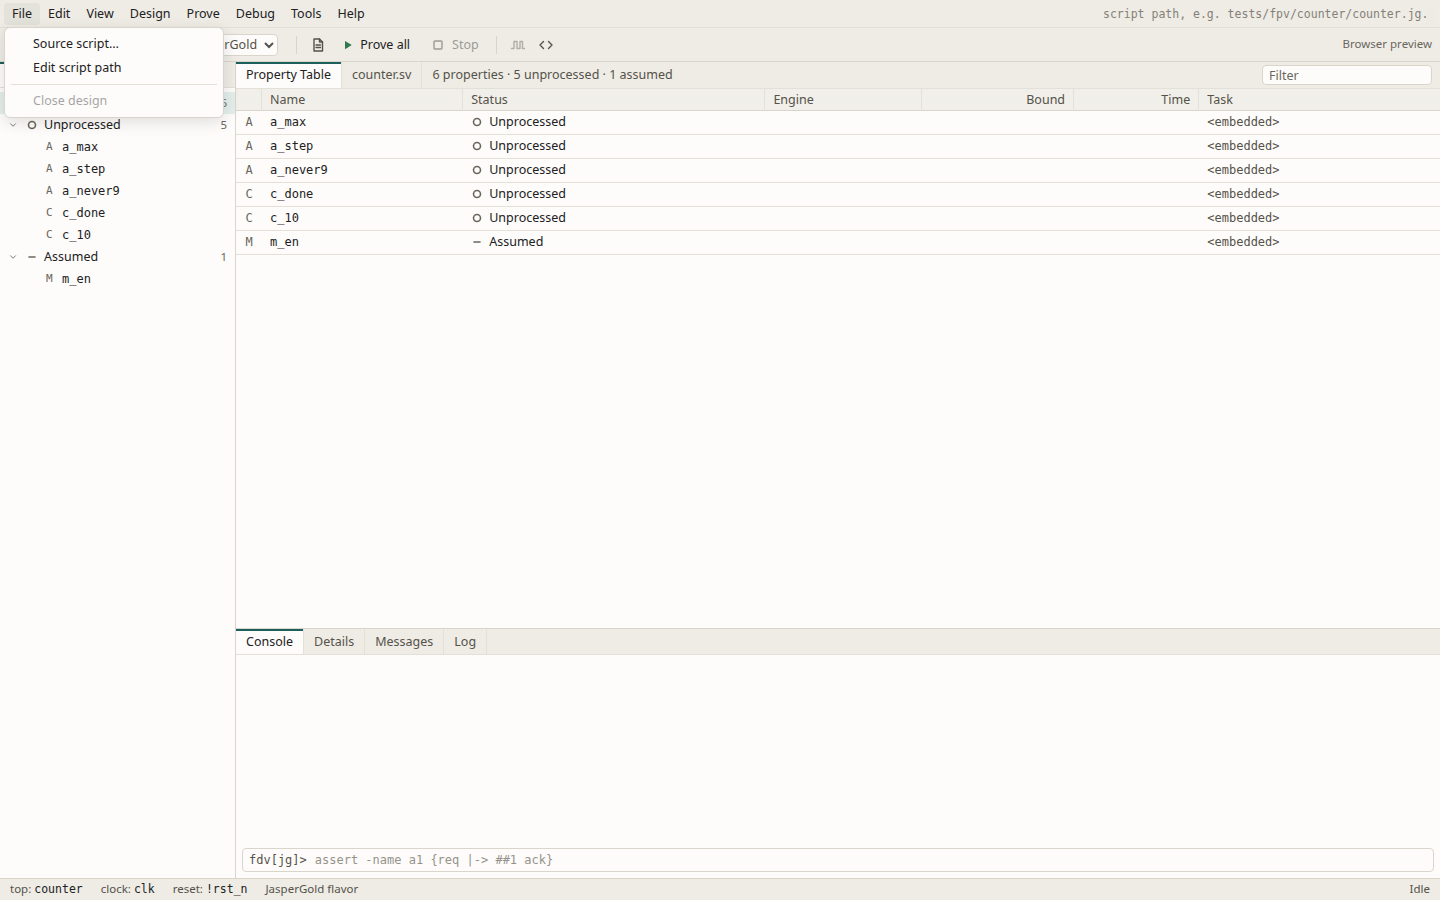 File Edit View Design Prove Debug Tools Help script path, e.g. tests/fpv/counter/counter.jg.
Source script...
Edit script path
Close design
rGold Prove all Stop Browser preview
Property Table counter.sv 6 properties · 5 unprocessed · 1 assumed Filter
Unprocessed 5
A a_max
A a_step
A a_never9
C c_done
C c_10
Assumed 1
M m_en
Name Status Engine Bound Time Task
A a_max Unprocessed <embedded>
A a_step Unprocessed <embedded>
A a_never9 Unprocessed <embedded>
C c_done Unprocessed <embedded>
C c_10 Unprocessed <embedded>
M m_en Assumed <embedded>
Console Details Messages Log
fdv[jg]> assert -name a1 {req |-> ##1 ack}
top: counter clock: clk reset: !rst_n JasperGold flavor Idle